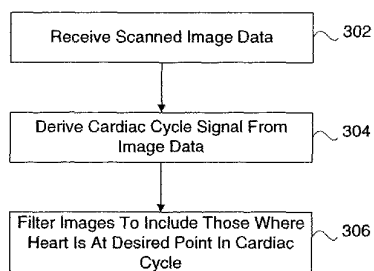 Receive Scanned Image Data
302
Derive Cardiac Cycle Signal From
Image Data
304
Filter Images To Include Those Where
Heart Is At Desired Point In Cardiac
Cycle
306